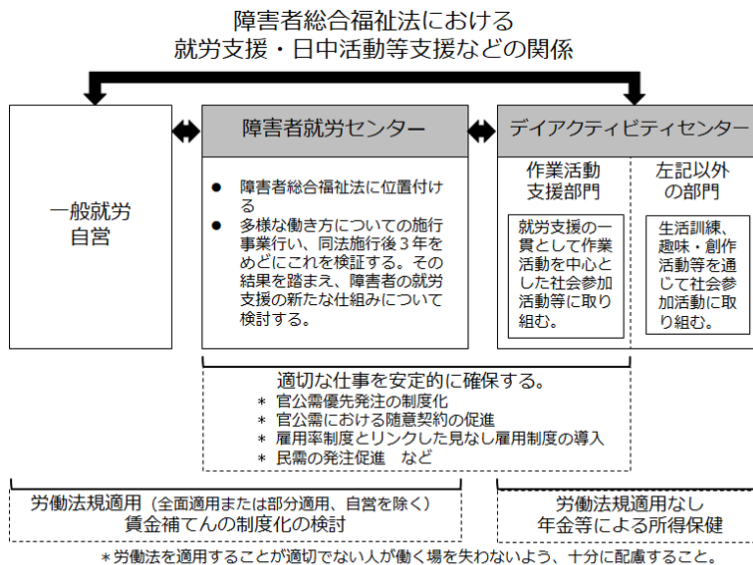 障害者総合福祉法における
就労支援・日中活動等支援などの関係
一般就労
自営
障害者就労センター
● 障害者総合福祉法に位置付け
る
● 多様な働き方についての施行
事業行い、同法施行後３年を
めどにこれを検証する。その
結果を踏まえ、障害者の就労
支援の新たな仕組みについて
検討する。
デイアクティビティセンター
作業活動
支援部門
就労支援の一
貫として作業
活動を中心と
した社会参加
活動等に取り
組む。
左記以外
の部門
生活訓練、
趣味・創作
活動等を通
じて社会参
加活動に取
り組む。
適切な仕事を安定的に確保する。
* 官公需優先発注の制度化
* 官公需における随意契約の促進
* 雇用率制度とリンクした見なし雇用制度の導入
* 民需の発注促進　など
労働法規適用（全面適用または部分適用、自営を除く）
賃金補てんの制度化の検討
労働法規適用なし
年金等による所得保健
*労働法を適用することが適切でない人が働く場を失わないよう、十分に配慮すること。